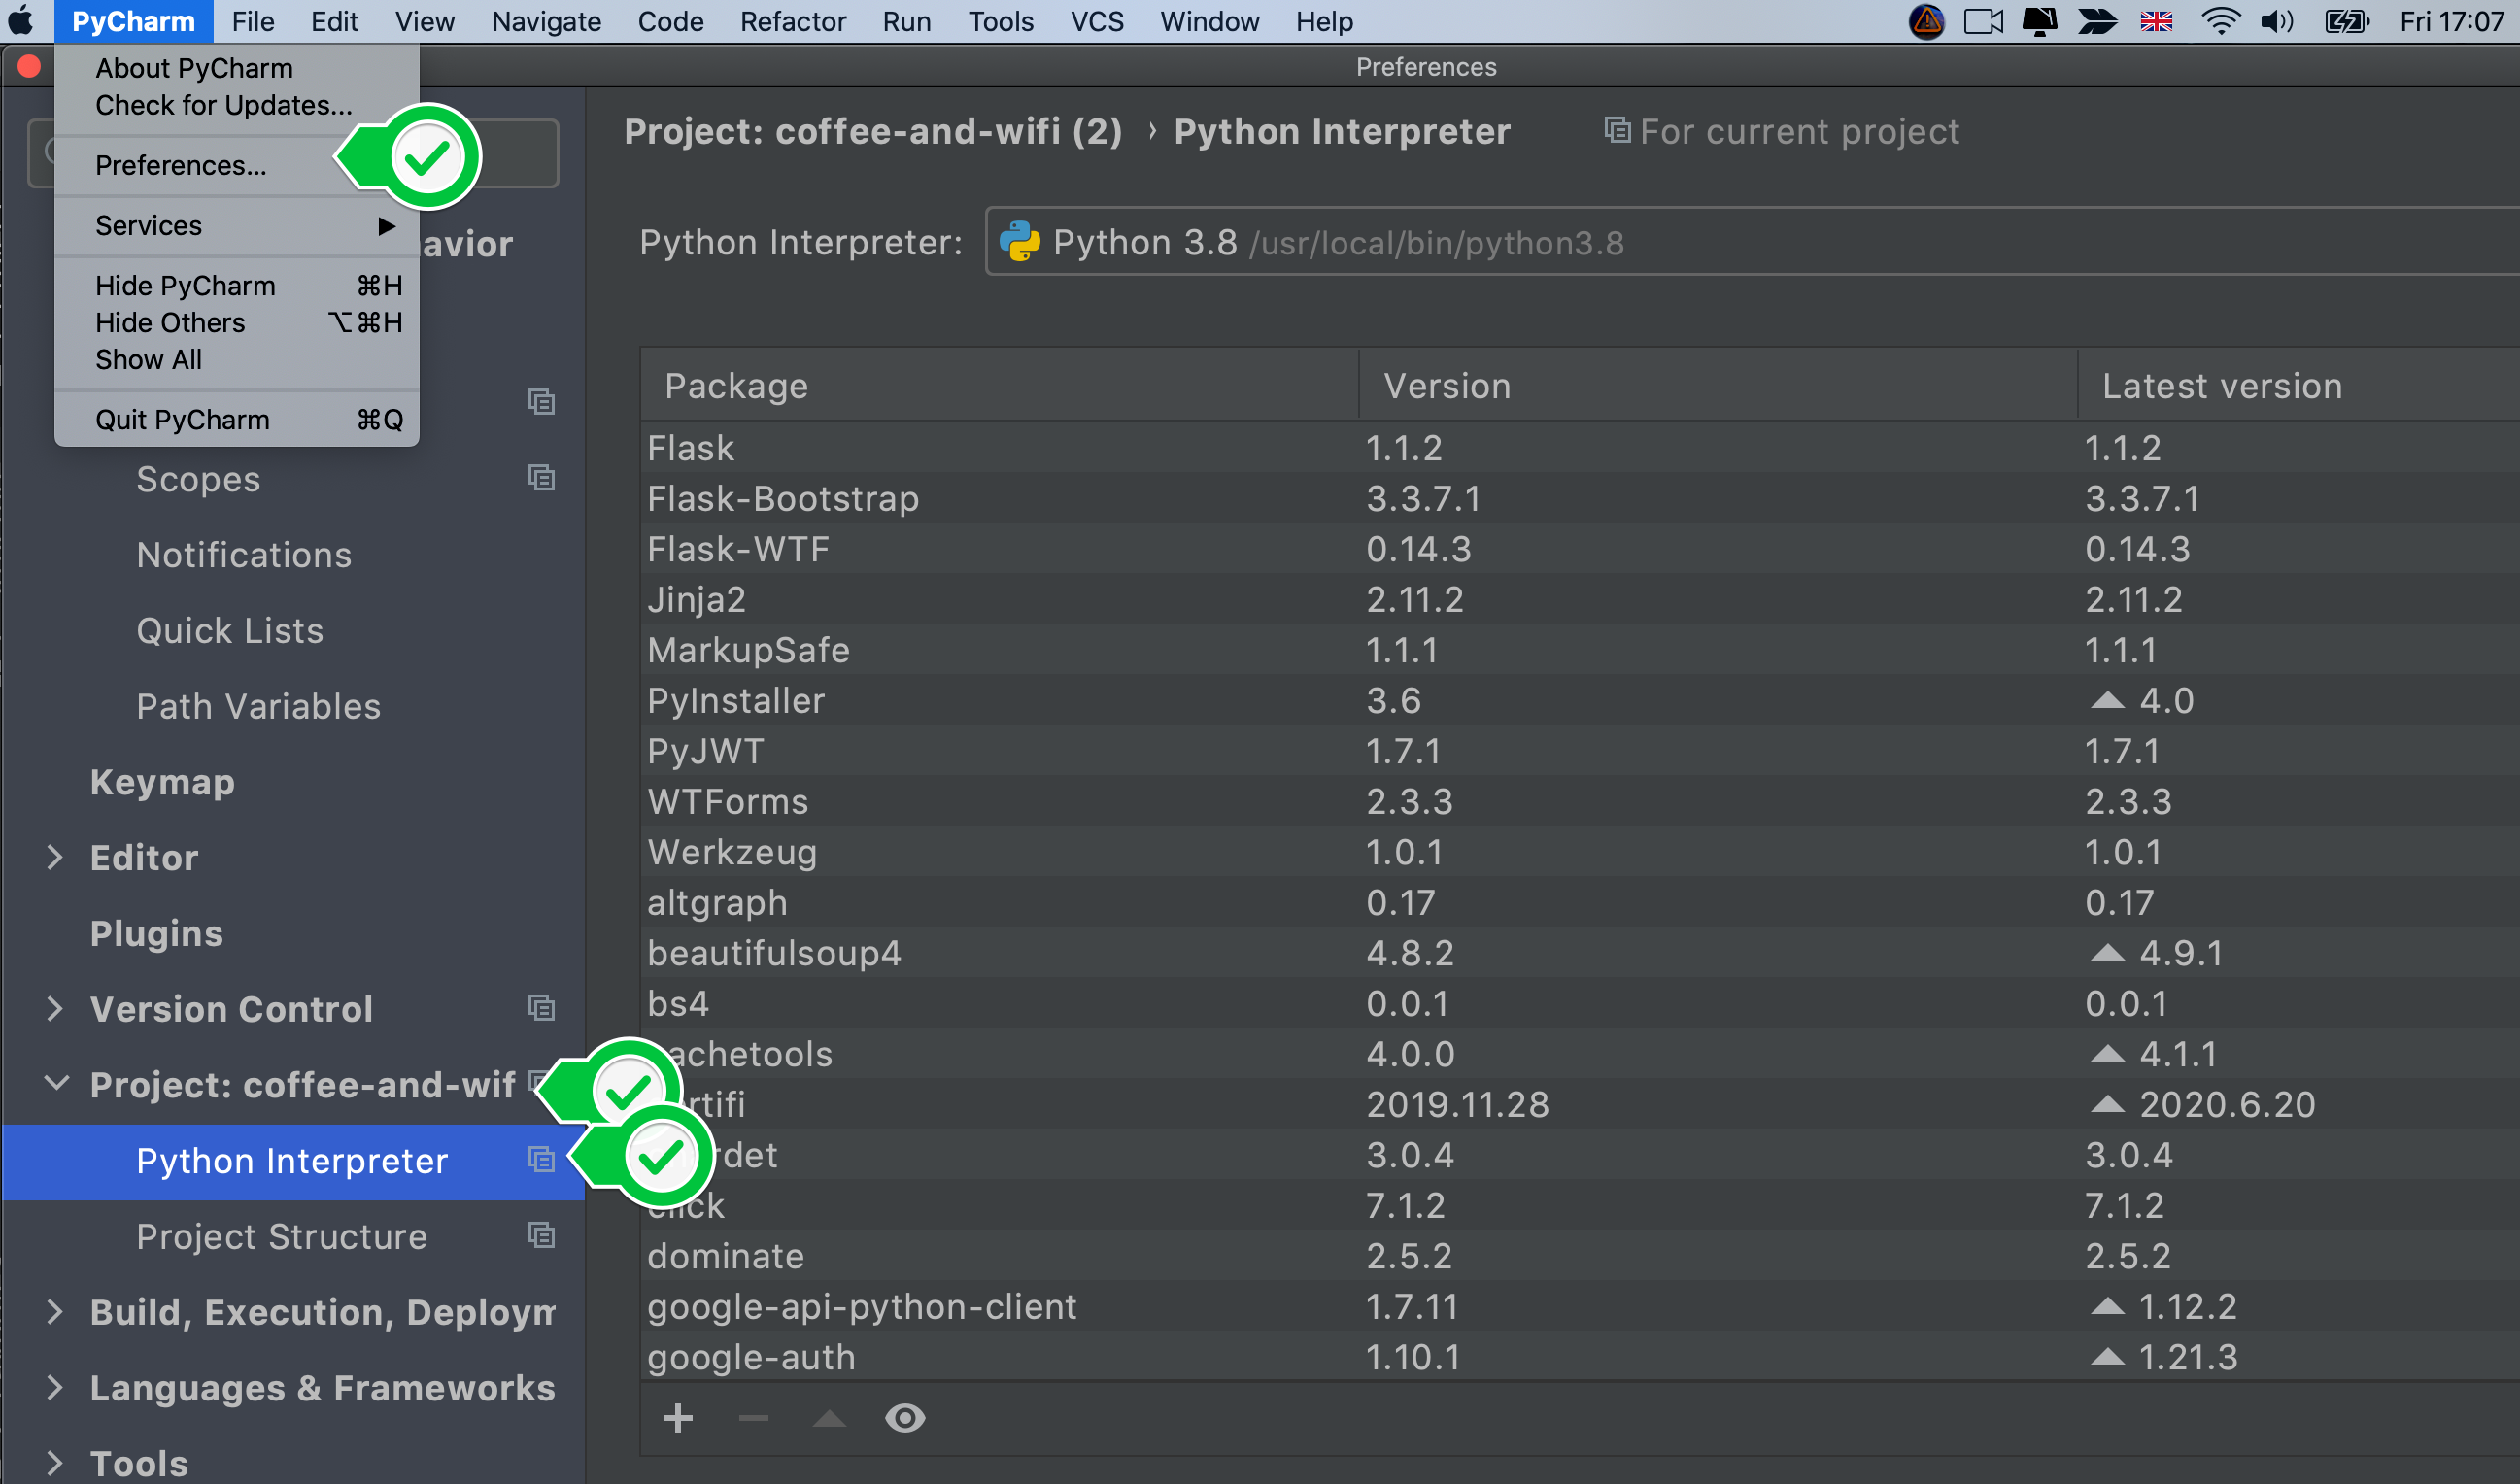 PyCharm File Edit View Navigate Code Refactor Run Tools VCS Window Help Fri 17:07
Preferences
About PyCharm
Check for Updates...
Preferences...
Services
Hide PyCharm ⌘H
Hide Others ⌥⌘H
Show All
Quit PyCharm ⌘Q
avior
Scopes
Notifications
Quick Lists
Path Variables
Keymap
Editor
Plugins
Version Control
Project: coffee-and-wif
Python Interpreter
Project Structure
Build, Execution, Deploym
Languages & Frameworks
Tools
Project: coffee-and-wifi (2) › Python Interpreter For current project
Python Interpreter: Python 3.8 /usr/local/bin/python3.8
Package Version Latest version
Flask 1.1.2 1.1.2
Flask-Bootstrap 3.3.7.1 3.3.7.1
Flask-WTF 0.14.3 0.14.3
Jinja2 2.11.2 2.11.2
MarkupSafe 1.1.1 1.1.1
PyInstaller 3.6 4.0
PyJWT 1.7.1 1.7.1
WTForms 2.3.3 2.3.3
Werkzeug 1.0.1 1.0.1
altgraph 0.17 0.17
beautifulsoup4 4.8.2 4.9.1
bs4 0.0.1 0.0.1
achetools 4.0.0 4.1.1
rtifi 2019.11.28 2020.6.20
rdet 3.0.4 3.0.4
click 7.1.2 7.1.2
dominate 2.5.2 2.5.2
google-api-python-client 1.7.11 1.12.2
google-auth 1.10.1 1.21.3